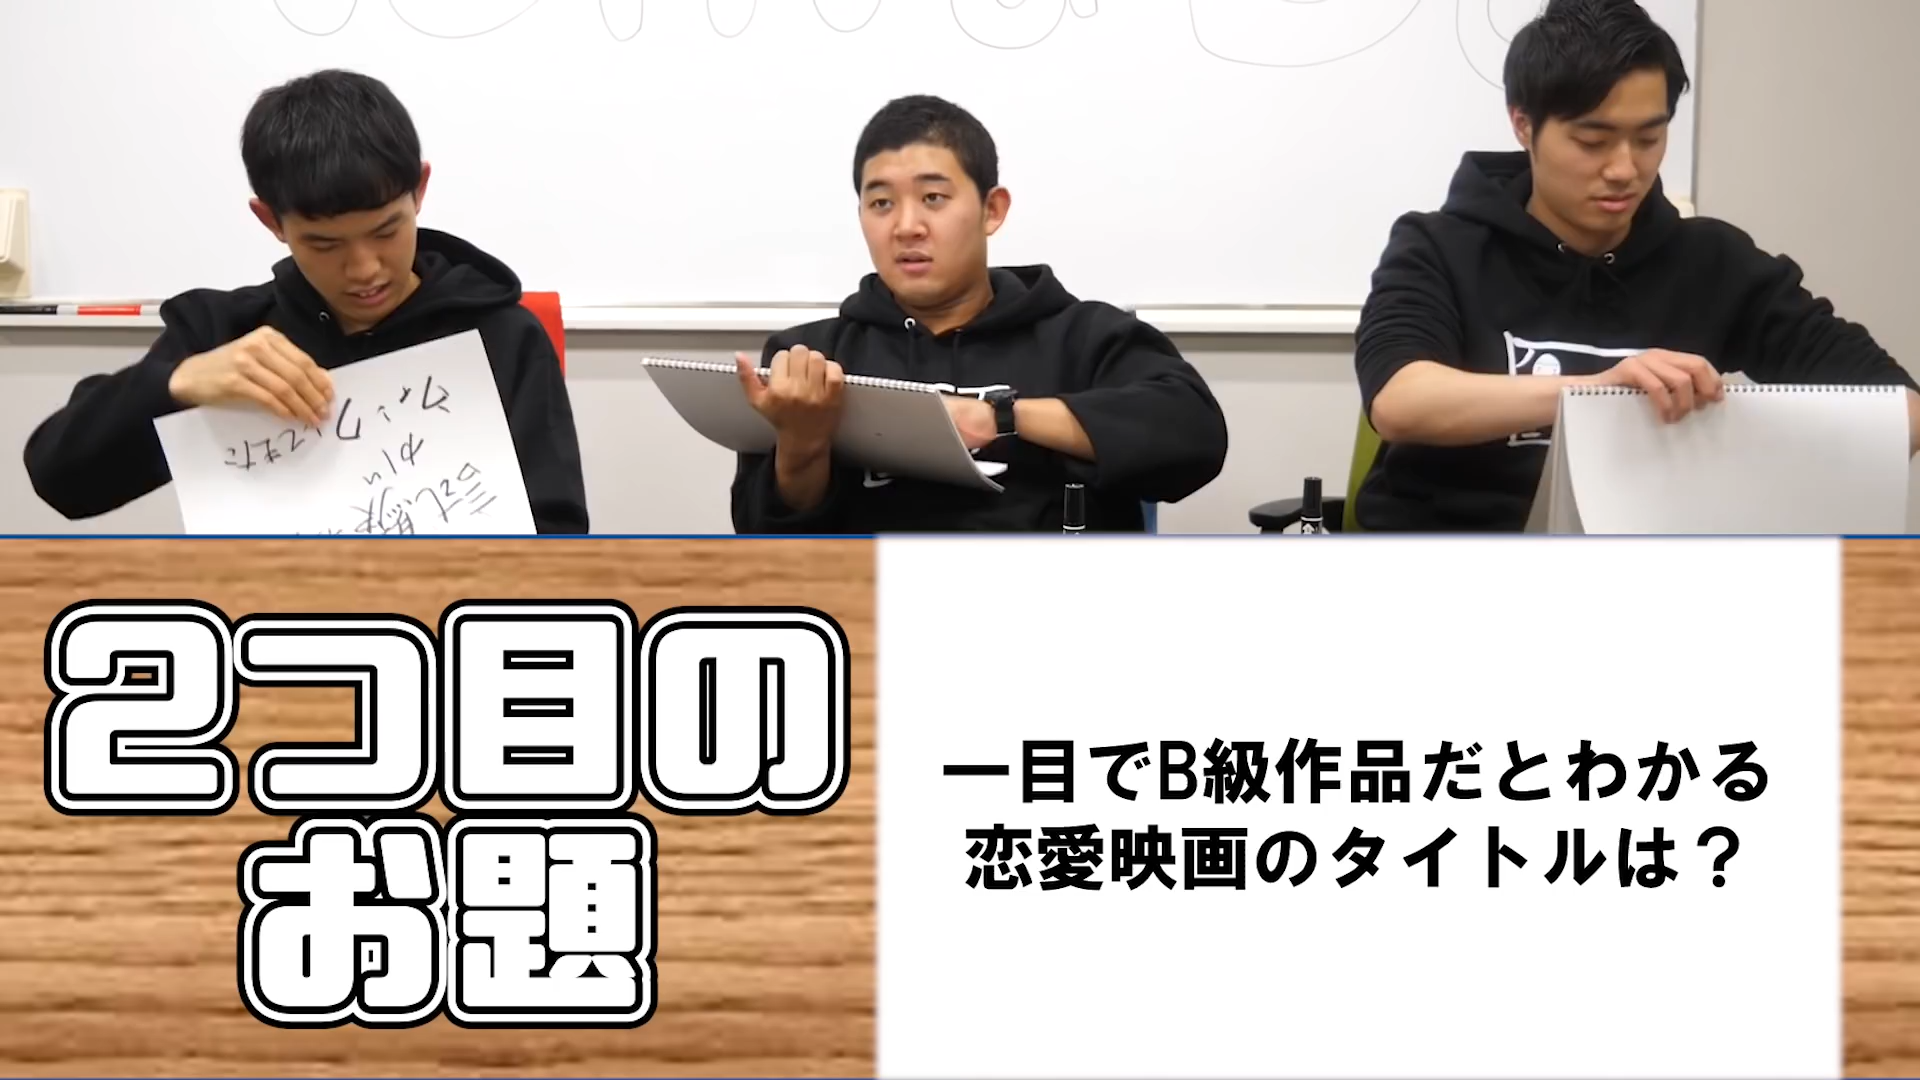 2つ目の
お題
一目でB級作品だとわかる
恋愛映画のタイトルは？